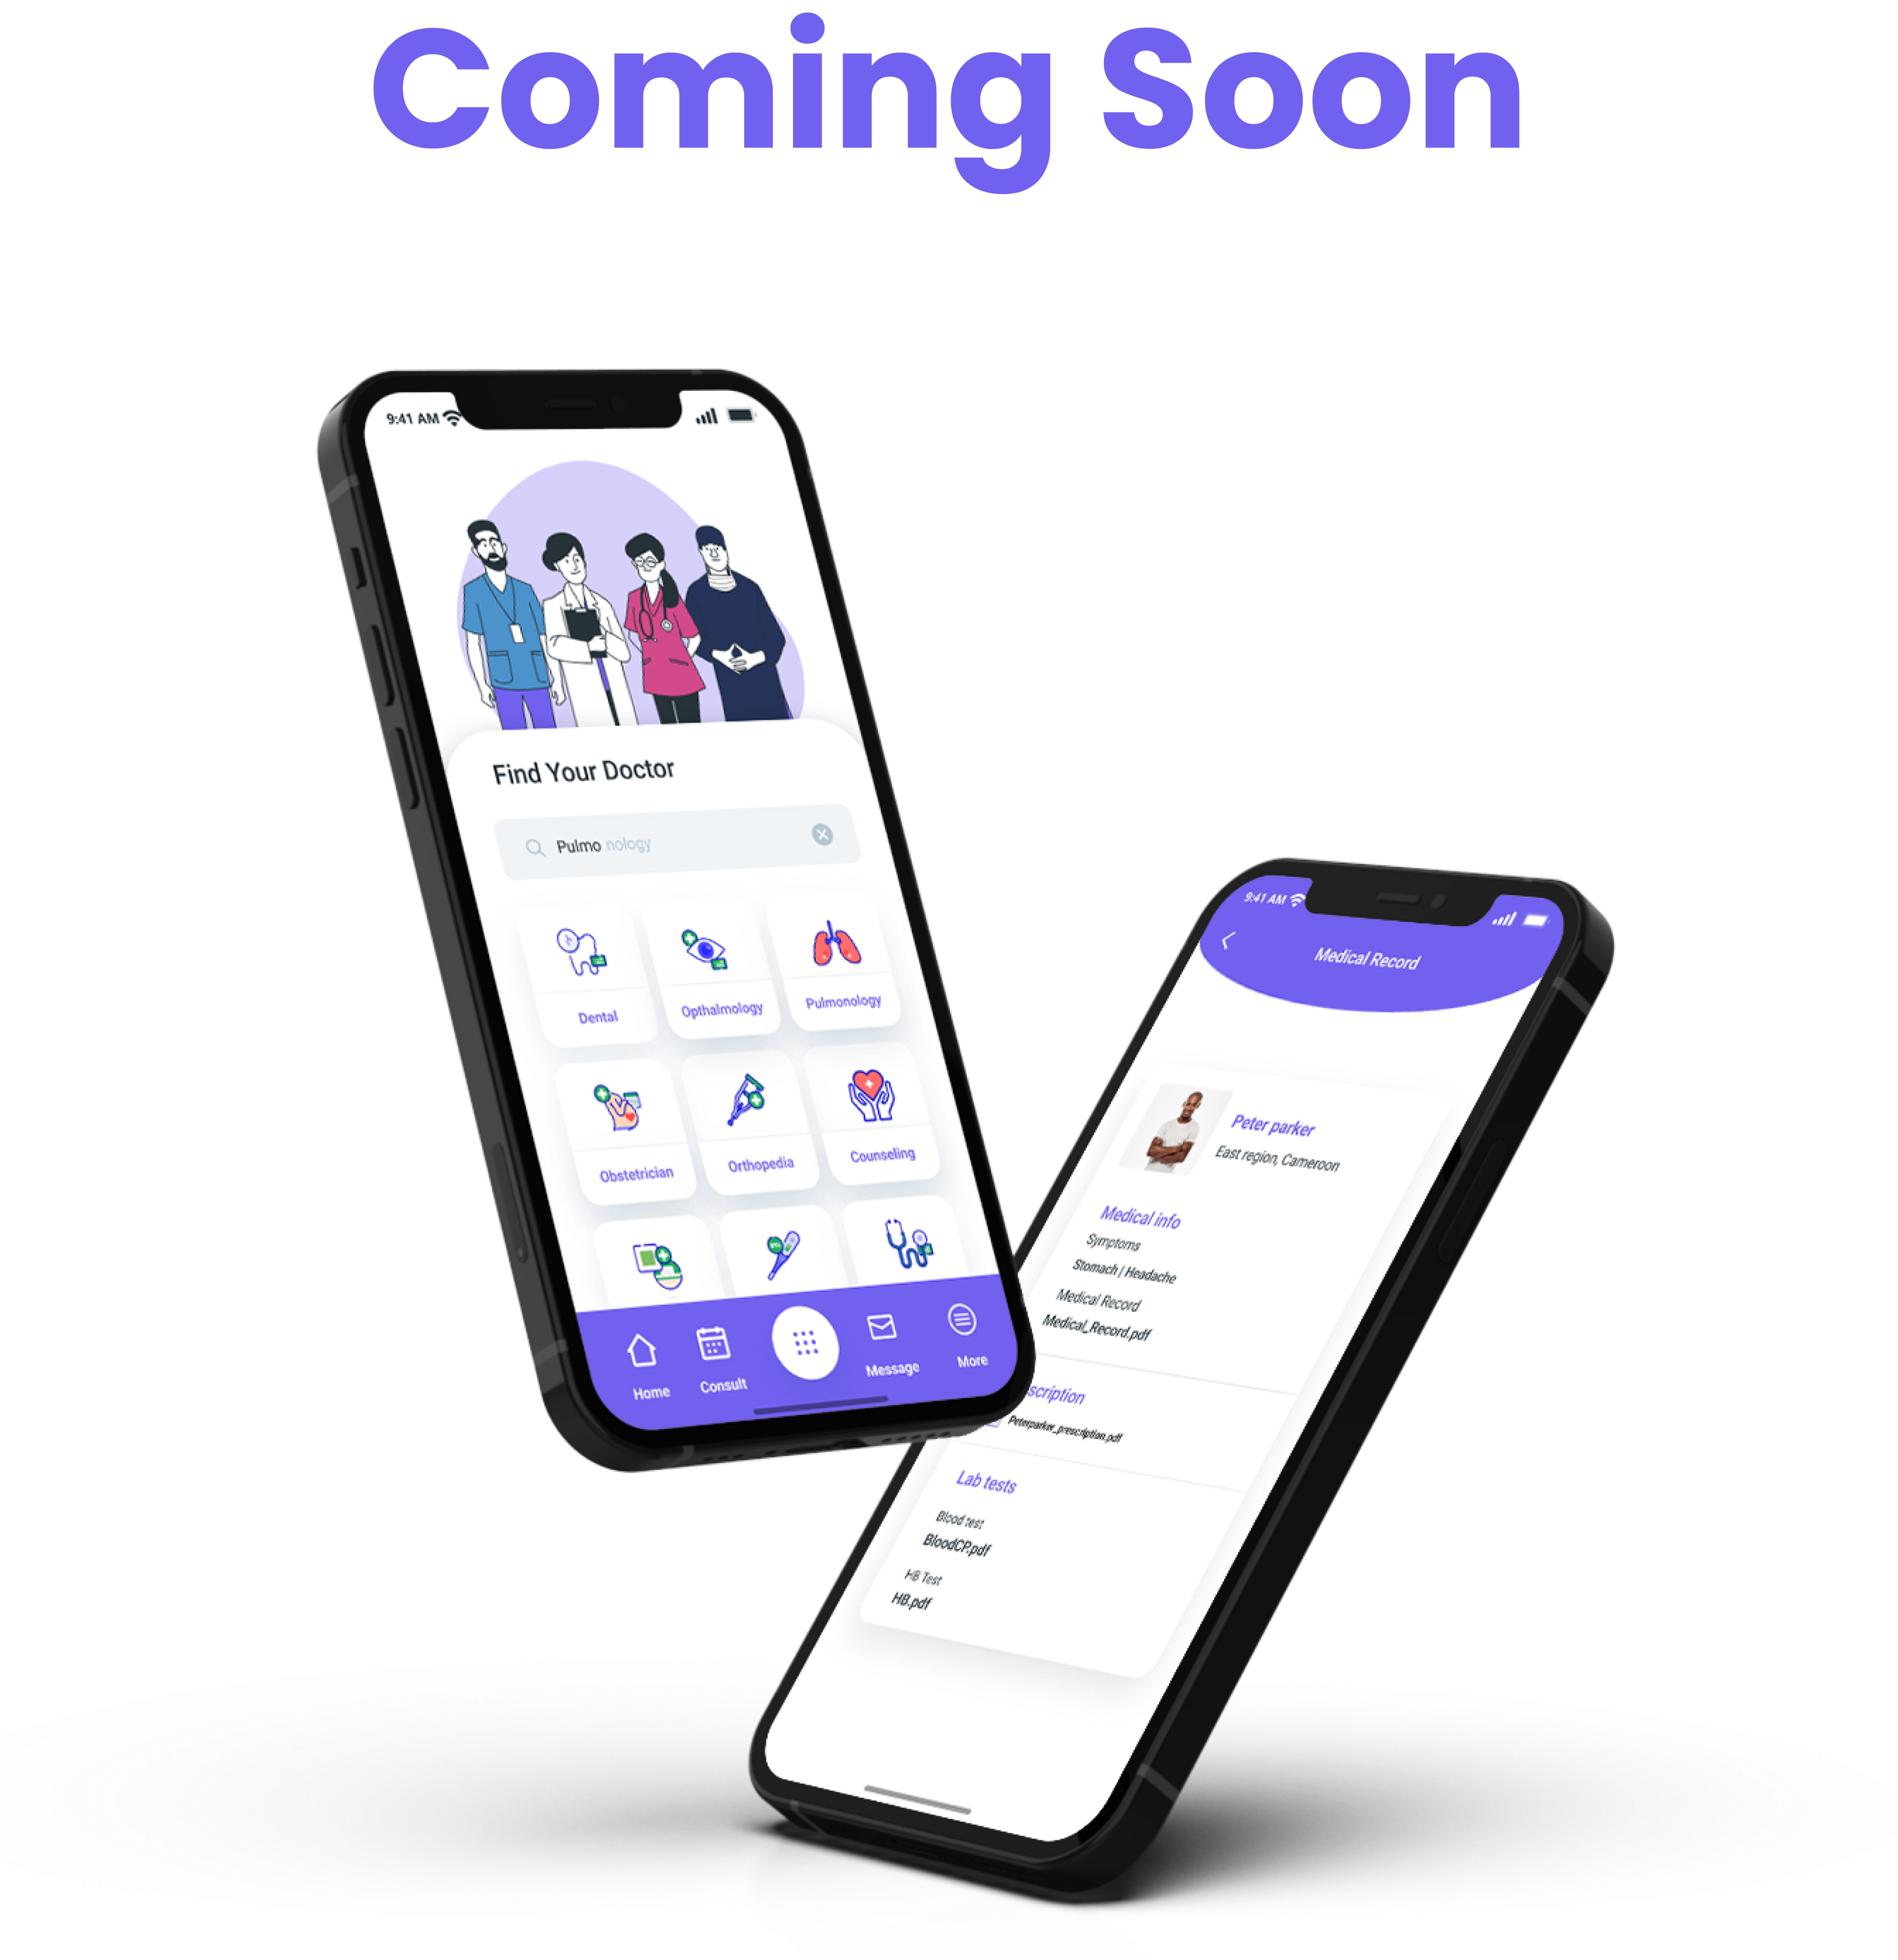 Coming Soon
9:41 AM
Find Your Doctor
Pulmo nology
Dental
Opthalmology
Pulmonology
Obstetrician
Orthopedia
Counseling
Home
Consult
Message
More
9:41 AM
Medical Record
Peter parker
East region, Cameroon
Medical info
Symptoms
Stomach | Headache
Medical Record
Medical_Record.pdf
scription
Peterparker_prescription.pdf
Lab tests
Blood test
BloodCP.pdf
HB Test
HB.pdf